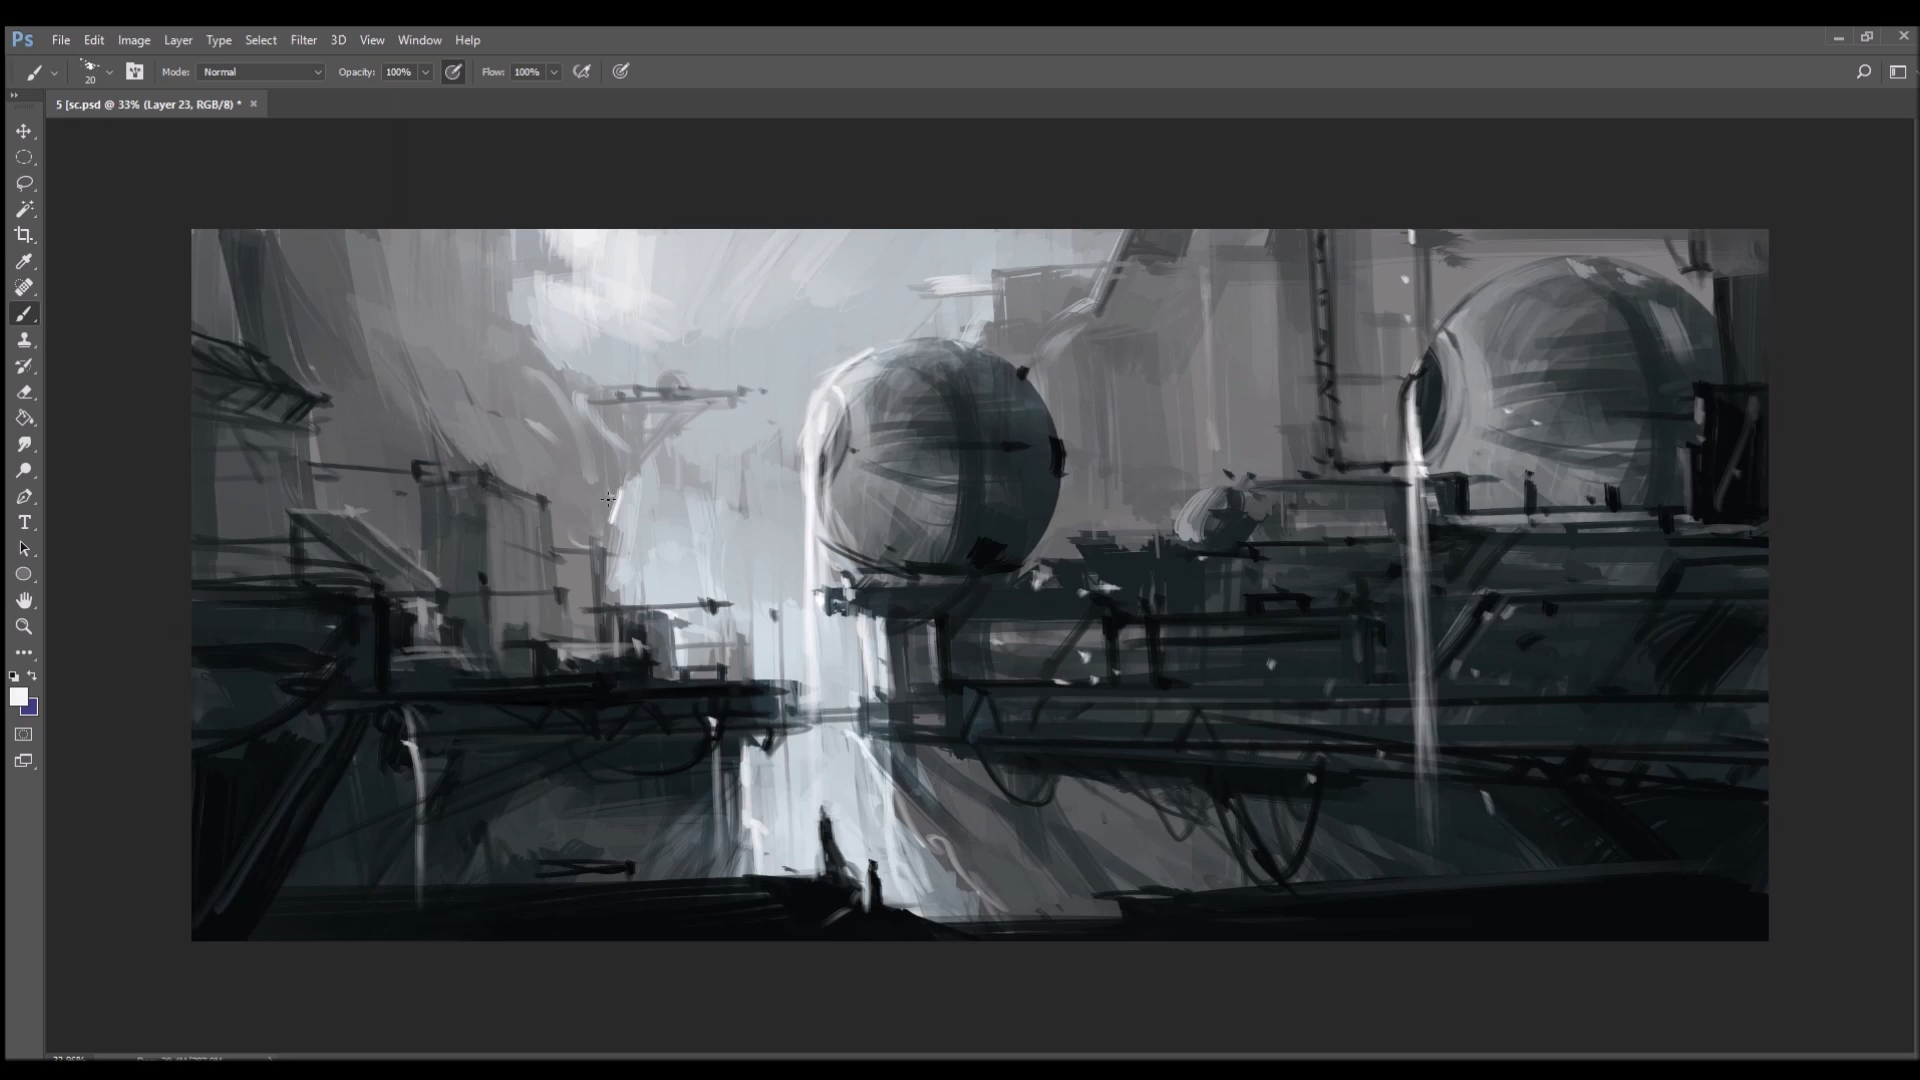 Ps File Edit Image Layer Type Select Filter 3D View Window Help
20 Mode: Normal Opacity: 100% Flow: 100%
5 [sc.psd @ 33% (Layer 23, RGB/8) *